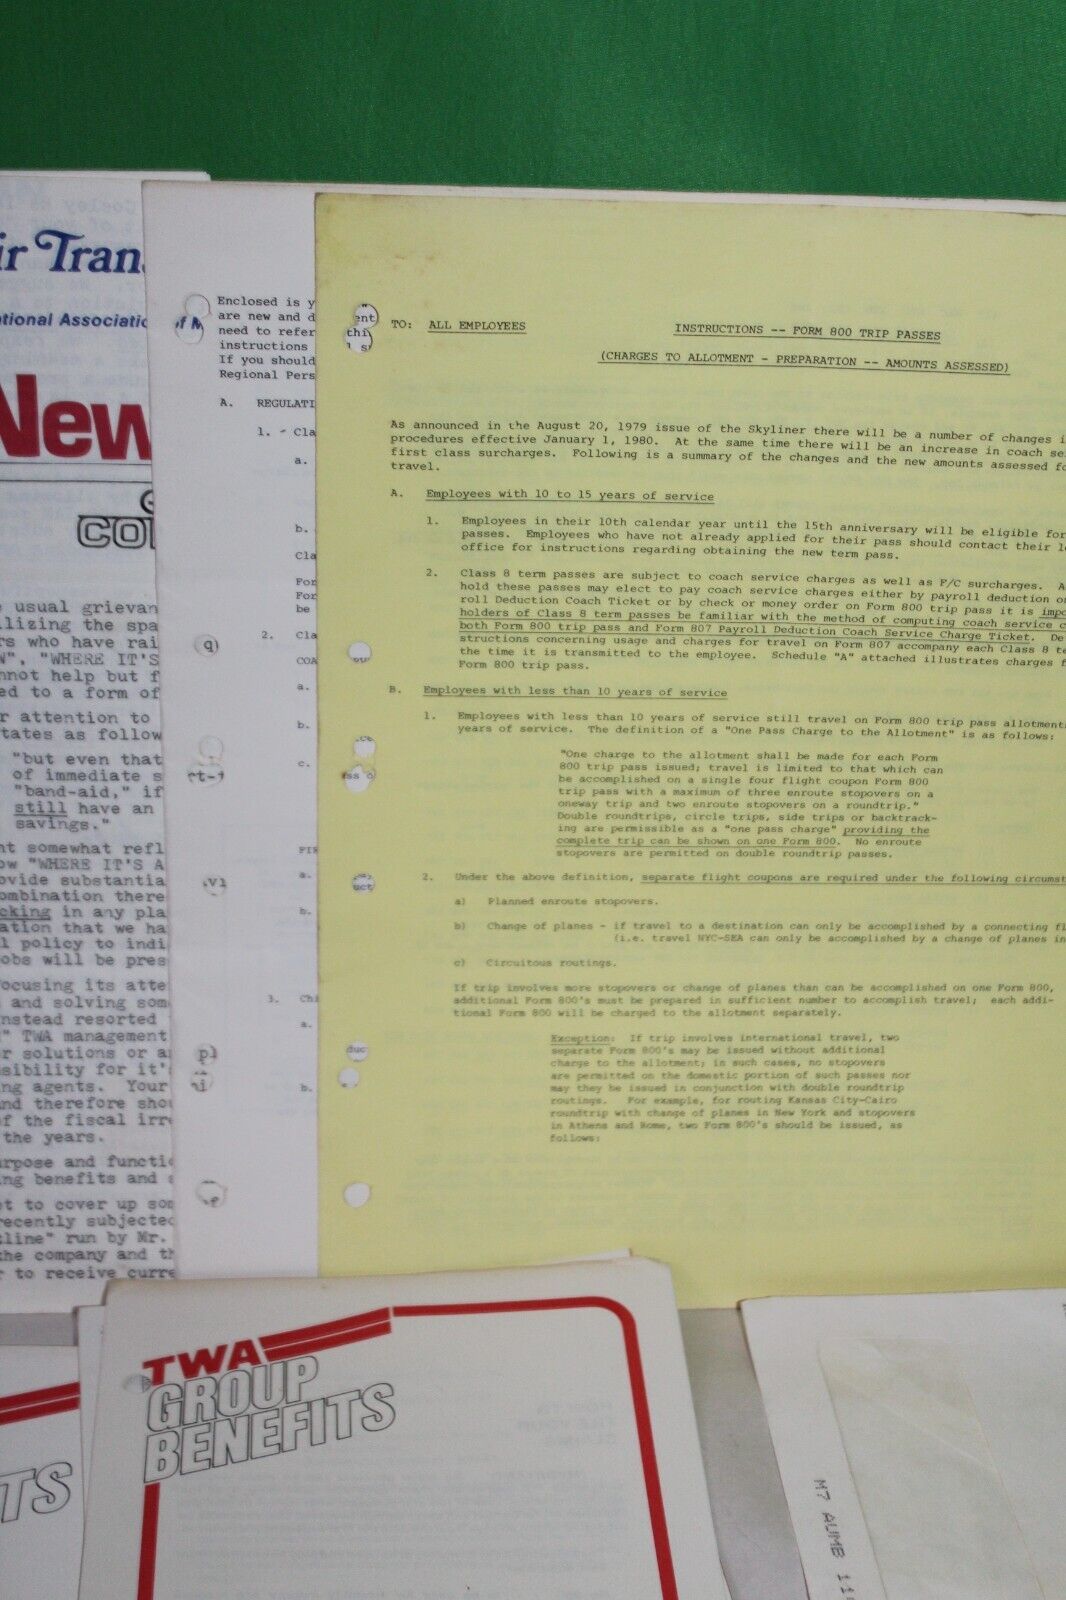 ir Tran
tional Associatio
of M
New
CO
e usual grievan
lizing the spa
rs who have rai
W", "WHERE IT'S
nnot help but f
ed to a form of
r attention to
tates as follow
"but even that
of immediate s
"band-aid," if
still have an
savings."
nt somewhat refl
ow "WHERE IT'S A
ovide substantia
ombination there
cking in any pla
ation that we ha
l policy to indi
obs will be pres
ocusing its atte
and solving som
nstead resorted
" TWA management
r solutions or a
sibility for it'
ng agents. Your
nd therefore sho
f the fiscal irr
the years.
urpose and functi
ng benefits and
t to cover up som
recently subjected
tline" run by Mr.
the company and th
r to receive curre
Enclosed is y
are new and d
need to refer
instructions
If you should
Regional Pers
A. REGULATI
1. - Cla
a.
b.
Cla
For
For
be
2. Cla
COA
a.
b.
c.
FIR
a.
b.
3. Chi
a.
b.
TO: ALL EMPLOYEES
INSTRUCTIONS -- FORM 800 TRIP PASSES
(CHARGES TO ALLOTMENT - PREPARATION -- AMOUNTS ASSESSED)
As announced in the August 20, 1979 issue of the Skyliner there will be a number of changes i
procedures effective January 1, 1980. At the same time there will be an increase in coach se
first class surcharges. Following is a summary of the changes and the new amounts assessed fo
travel.
A. Employees with 10 to 15 years of service
1. Employees in their 10th calendar year until the 15th anniversary will be eligible for
passes. Employees who have not already applied for their pass should contact their l
office for instructions regarding obtaining the new term pass.
2. Class 8 term passes are subject to coach service charges as well as F/C surcharges. A
hold these passes may elect to pay coach service charges either by payroll deduction o
roll Deduction Coach Ticket or by check or money order on Form 800 trip pass it is impo
holders of Class 8 term passes be familiar with the method of computing coach service c
both Form 800 trip pass and Form 807 Payroll Deduction Coach Service Charge Ticket. De
structions concerning usage and charges for travel on Form 807 accompany each Class 8 te
the time it is transmitted to the employee. Schedule "A" attached illustrates charges f
Form 800 trip pass.
B. Employees with less than 10 years of service
1. Employees with less than 10 years of service still travel on Form 800 trip pass allotment
years of service. The definition of a "One Pass Charge to the Allotment" is as follows:
"One charge to the allotment shall be made for each Form
800 trip pass issued; travel is limited to that which can
be accomplished on a single four flight coupon Form 800
trip pass with a maximum of three enroute stopovers on a
oneway trip and two enroute stopovers on a roundtrip."
Double roundtrips, circle trips, side trips or backtrack-
ing are permissible as a "one pass charge" providing the
complete trip can be shown on one Form 800. No enroute
stopovers are permitted on double roundtrip passes.
2. Under the above definition, separate flight coupons are required under the following circumst
a) Planned enroute stopovers.
b) Change of planes - if travel to a destination can only be accomplished by a connecting fl
(i.e. travel NYC-SEA can only be accomplished by a change of planes in
c) Circuitous routings.
If trip involves more stopovers or change of planes than can be accomplished on one Form 800,
additional Form 800's must be prepared in sufficient number to accomplish travel; each addi-
tional Form 800 will be charged to the allotment separately.
Exception: If trip involves international travel, two
separate Form 800's may be issued without additional
charge to the allotment; in such cases, no stopovers
are permitted on the domestic portion of such passes nor
may they be issued in conjunction with double roundtrip
routings. For example, for routing Kansas City-Cairo
roundtrip with change of planes in New York and stopovers
in Athens and Rome, two Form 800's should be issued, as
follows:
TWA
GROUP
BENEFITS
TS
M7 AUMB 11